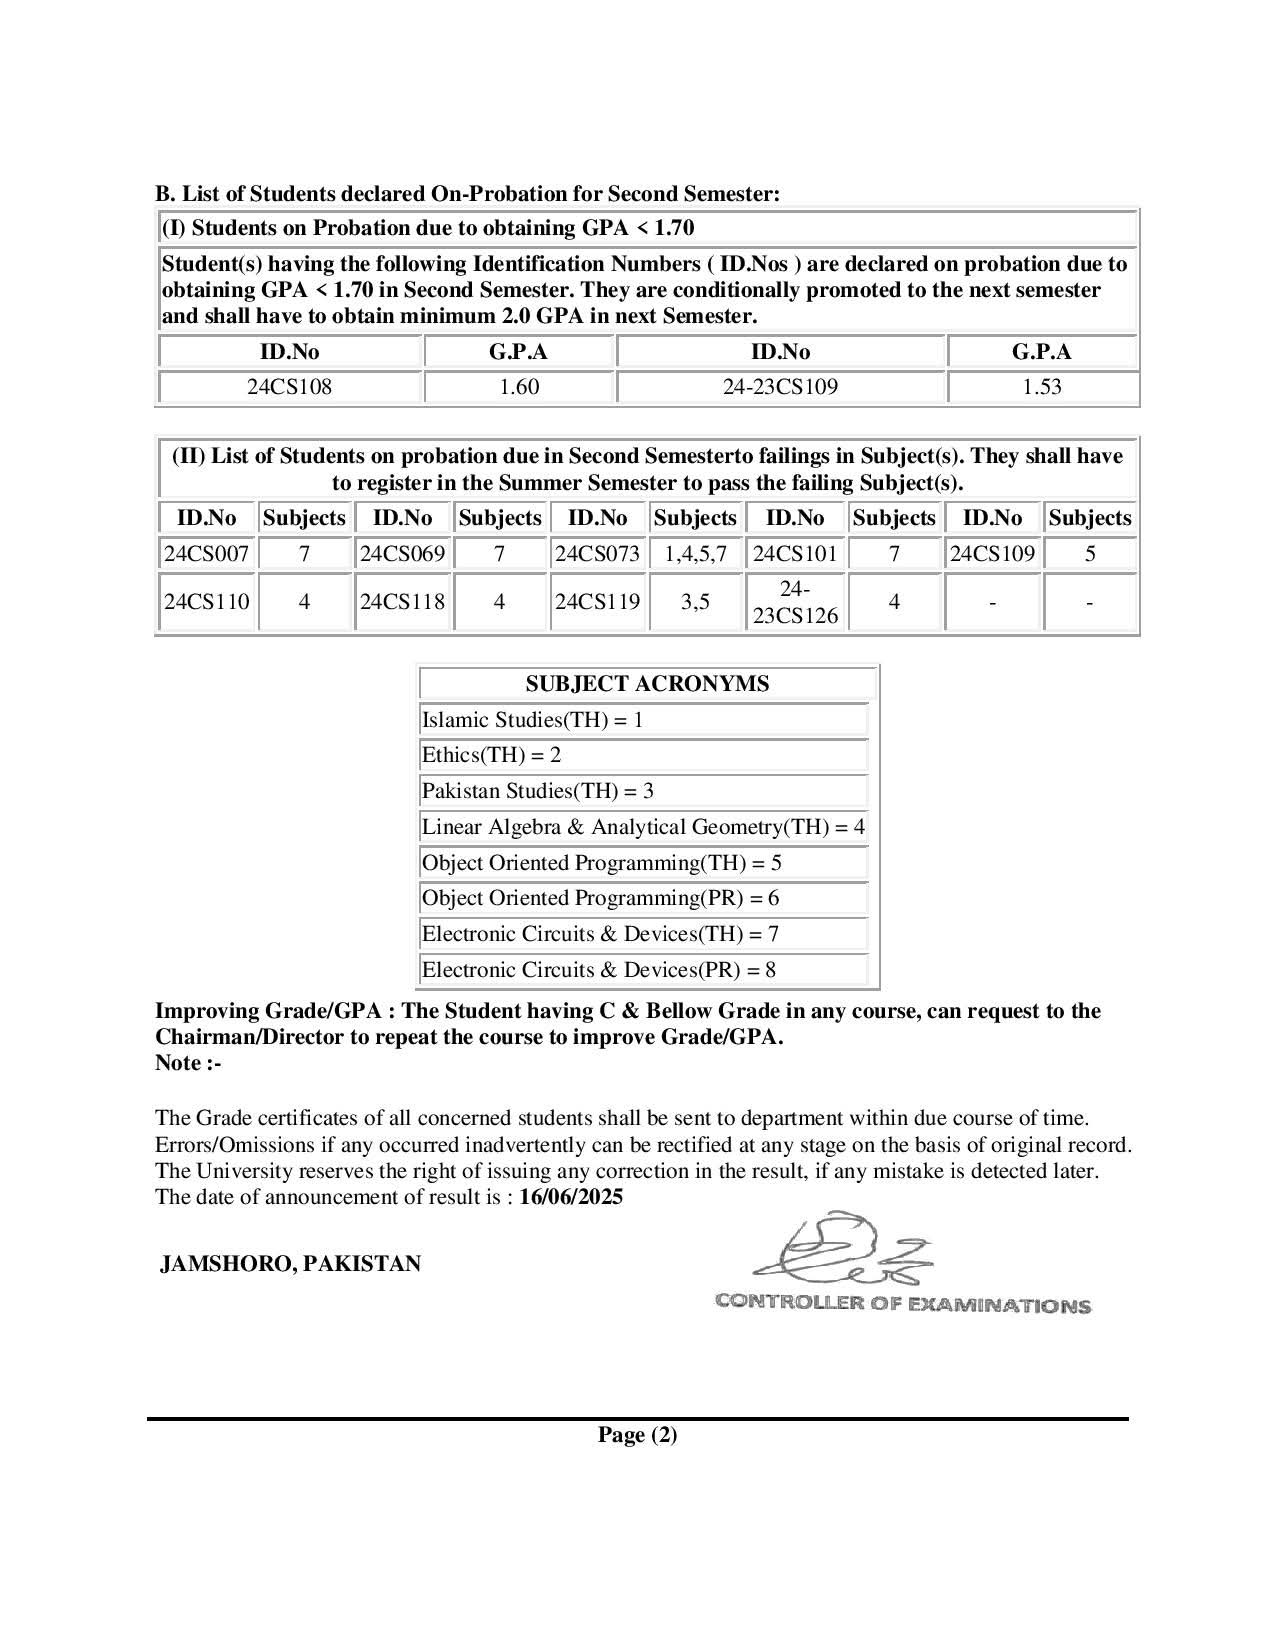 B. List of Students declared On-Probation for Second Semester:
(I) Students on Probation due to obtaining GPA < 1.70
Student(s) having the following Identification Numbers ( ID.Nos ) are declared on probation due to
obtaining GPA < 1.70 in Second Semester. They are conditionally promoted to the next semester
and shall have to obtain minimum 2.0 GPA in next Semester.
ID.No G.P.A ID.No G.P.A
24CS108 1.60 24-23CS109 1.53
(II) List of Students on probation due in Second Semesterto failings in Subject(s). They shall have
to register in the Summer Semester to pass the failing Subject(s).
ID.No Subjects ID.No Subjects ID.No Subjects ID.No Subjects ID.No Subjects
24CS007 7 24CS069 7 24CS073 1,4,5,7 24CS101 7 24CS109 5
24CS110 4 24CS118 4 24CS119 3,5 24-23CS126 4 - -
SUBJECT ACRONYMS
Islamic Studies(TH) = 1
Ethics(TH) = 2
Pakistan Studies(TH) = 3
Linear Algebra & Analytical Geometry(TH) = 4
Object Oriented Programming(TH) = 5
Object Oriented Programming(PR) = 6
Electronic Circuits & Devices(TH) = 7
Electronic Circuits & Devices(PR) = 8
Improving Grade/GPA : The Student having C & Bellow Grade in any course, can request to the
Chairman/Director to repeat the course to improve Grade/GPA.
Note :-
The Grade certificates of all concerned students shall be sent to department within due course of time.
Errors/Omissions if any occurred inadvertently can be rectified at any stage on the basis of original record.
The University reserves the right of issuing any correction in the result, if any mistake is detected later.
The date of announcement of result is : 16/06/2025
JAMSHORO, PAKISTAN
CONTROLLER OF EXAMINATIONS
Page (2)